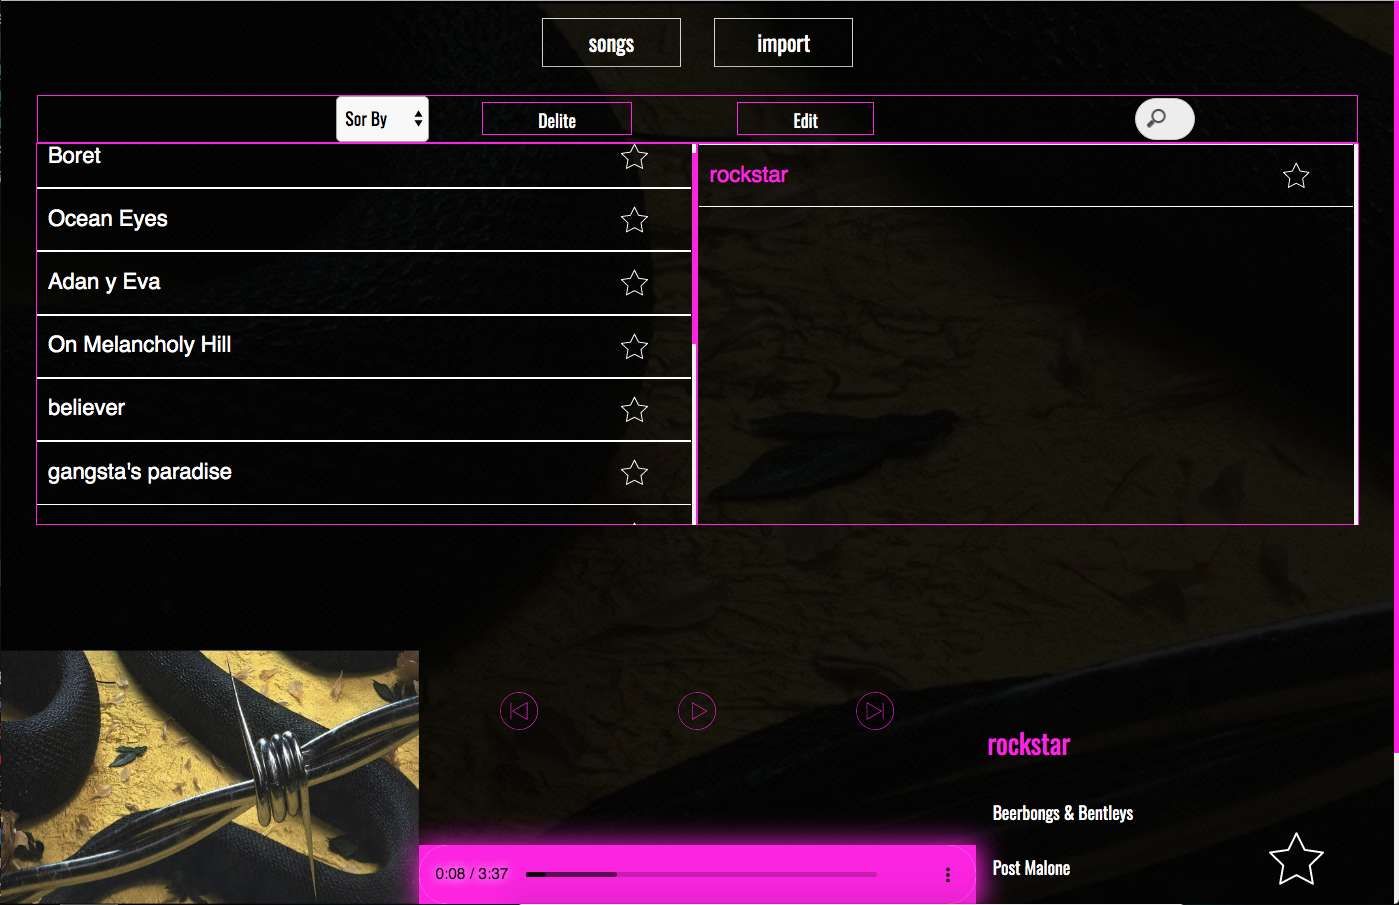 songs
import
Sor By
Delite
Edit
Boret
Ocean Eyes
Adan y Eva
On Melancholy Hill
believer
gangsta's paradise
rockstar
rockstar
Beerbongs & Bentleys
Post Malone
0:08 / 3:37